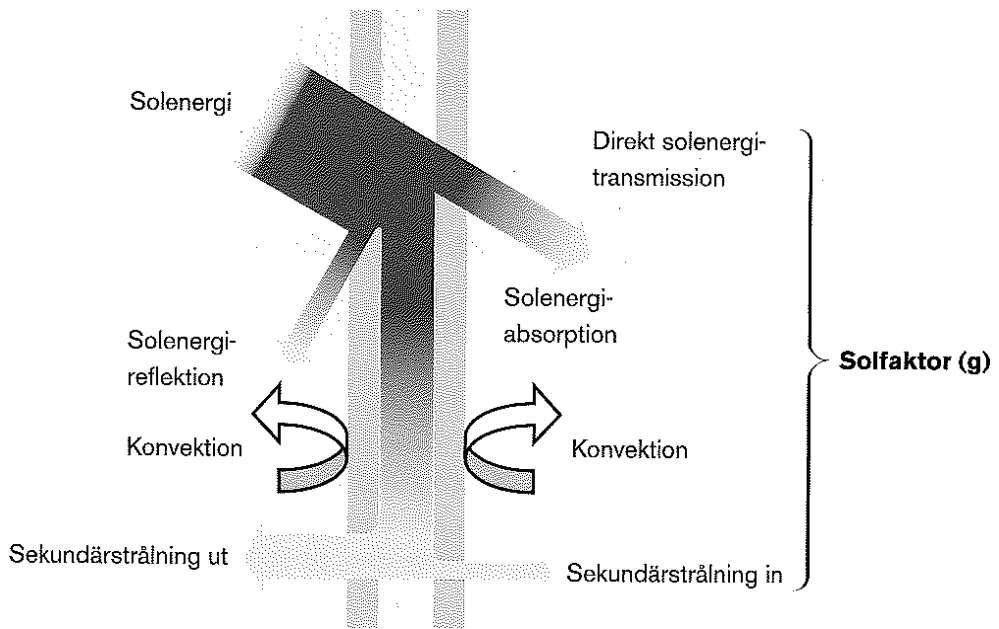 Solenergi
Direkt solenergi-
transmission
Solenergi-
absorption
Solenergi-
reflektion
Solfaktor (g)
Konvektion
Konvektion
Sekundärstrålning ut
Sekundärstrålning in